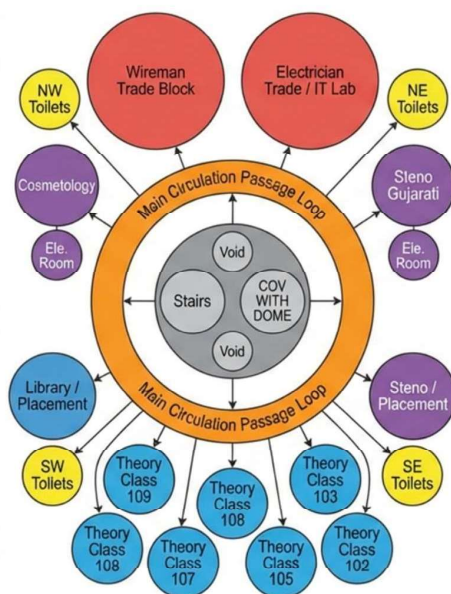 Wireman
Trade Block
Electrician
Trade / IT Lab
NW
Toilets
NE
Toilets
Cosmetology
Main Circulation Passage Loop
Steno
Gujarati
Ele.
Room
Void
Ele.
Room
Stairs
COV
WITH
DOME
Void
Library /
Placement
Main Circulation Passage Loop
Steno /
Placement
SW
Toliets
Theory
Class
109
Theory
Class
108
Theory
Class
103
SE
Toilets
Theory
Class
108
Theory
Class
107
Theory
Class
105
Theory
Class
102